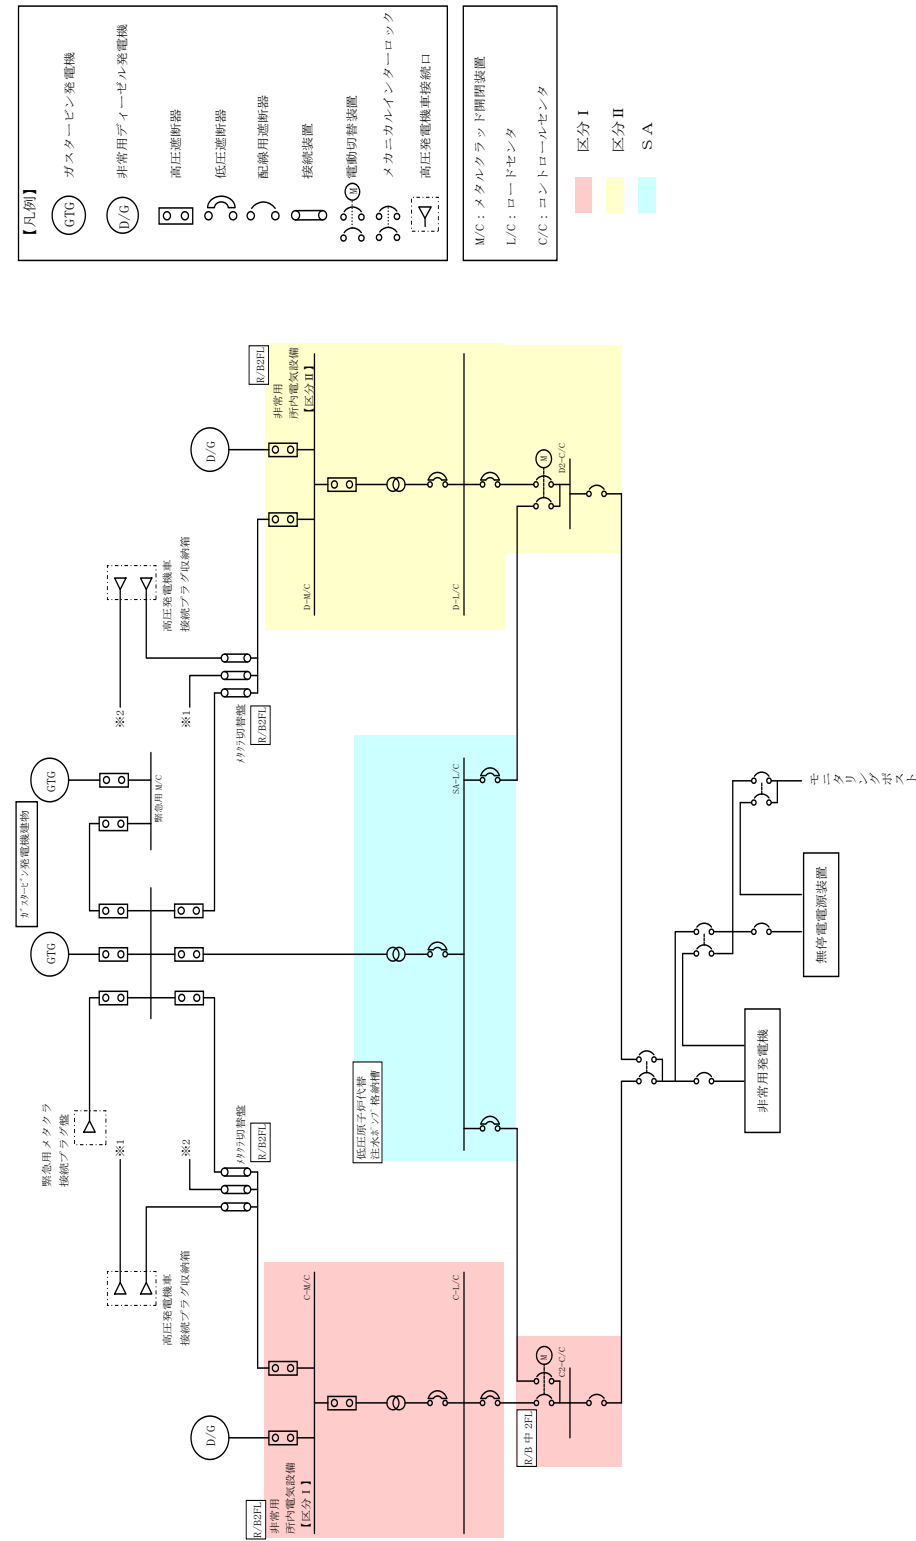 【凡例】
GTG
ガスタービン発電機
D/G
非常用ディーゼル発電機
高圧遮断器
低圧遮断器
配線用遮断器
接続装置
M
電動切替装置
メカニカルインターロック
高圧発電機車接続口
M/C：メタルクラッド開閉装置
L/C：ロードセンタ
C/C：コントロールセンタ
区分Ⅰ
区分Ⅱ
SA
ｶﾞｽﾀｰﾋﾞﾝ発電機建物
GTG
GTG
緊急用 M/C
緊急用メタクラ
接続プラグ盤
高圧発電機車
接続プラグ収納箱
※1
※2
ﾒﾀｸﾗ切替盤
R/B2FL
高圧発電機車
接続プラグ収納箱
※2
※1
ﾒﾀｸﾗ切替盤
R/B2FL
D/G
R/B2FL
非常用
所内電気設備
【区分Ⅰ】
C-M/C
C-L/C
R/B 中 2FL
M
C2-C/C
低圧原子炉代替
注水ﾎﾟﾝﾌﾟ格納槽
SA-L/C
D/G
R/B2FL
非常用
所内電気設備
【区分Ⅱ】
D-M/C
D-L/C
M
D2-C/C
非常用発電機
無停電電源装置
モニタリングポスト